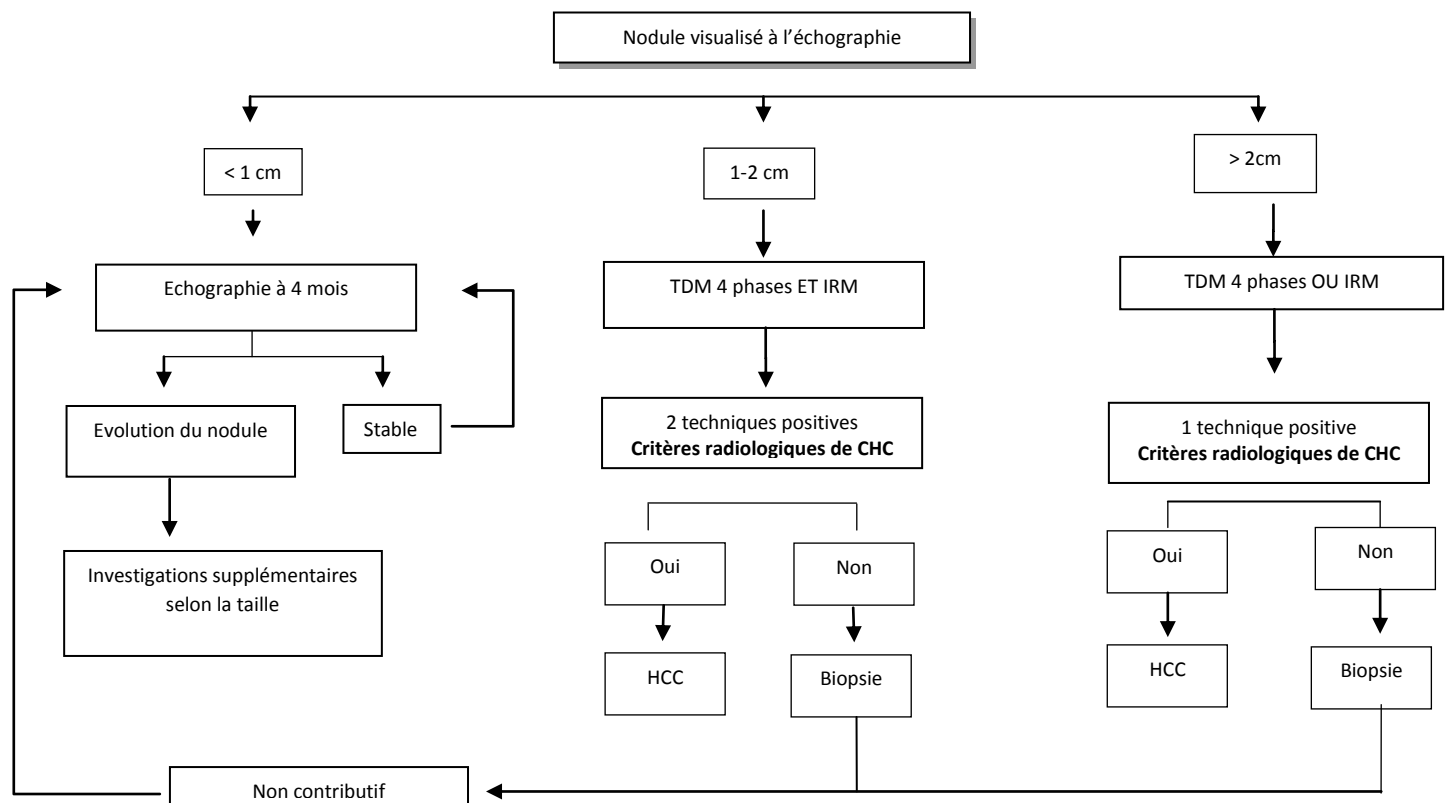 Nodule visualisé à l'échographie
< 1 cm
1-2 cm
> 2cm
Echographie à 4 mois
TDM 4 phases ET IRM
TDM 4 phases OU IRM
Evolution du nodule
Stable
2 techniques positives
Critères radiologiques de CHC
1 technique positive
Critères radiologiques de CHC
Investigations supplémentaires
selon la taille
Oui
Non
Oui
Non
HCC
Biopsie
HCC
Biopsie
Non contributif